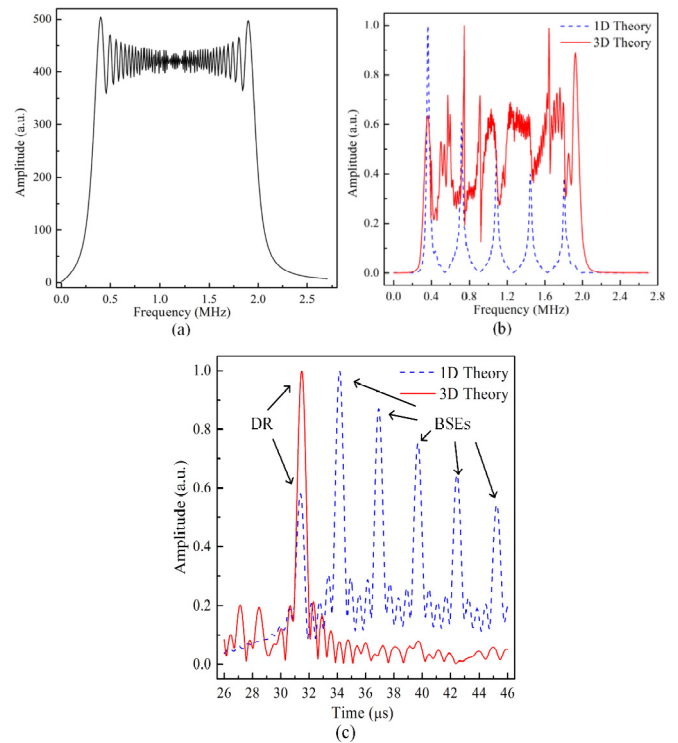 500
400
300
200
100
0
Amplitude (a.u.)
0.0 0.5 1.0 1.5 2.0 2.5
Frequency (MHz)
(a)
1D Theory
3D Theory
1.0
0.8
0.6
0.4
0.2
0.0
Amplitude (a.u.)
0.0 0.4 0.8 1.2 1.6 2.0 2.4 2.8
Frequency (MHz)
(b)
1D Theory
3D Theory
DR
BSEs
1.0
0.8
0.6
0.4
0.2
0.0
Amplitude (a.u.)
26 28 30 32 34 36 38 40 42 44 46
Time (μs)
(c)